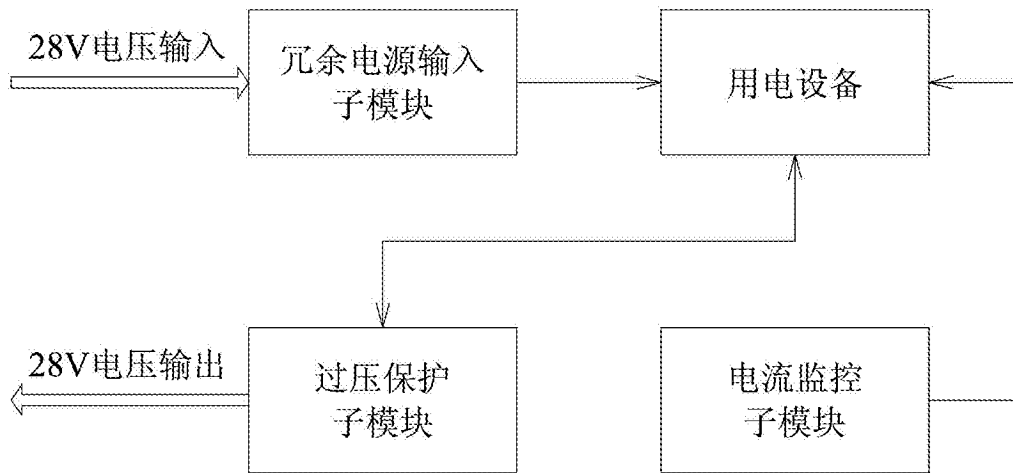 28V电压输入
冗余电源输入
子模块
用电设备
28V电压输出
过压保护
子模块
电流监控
子模块